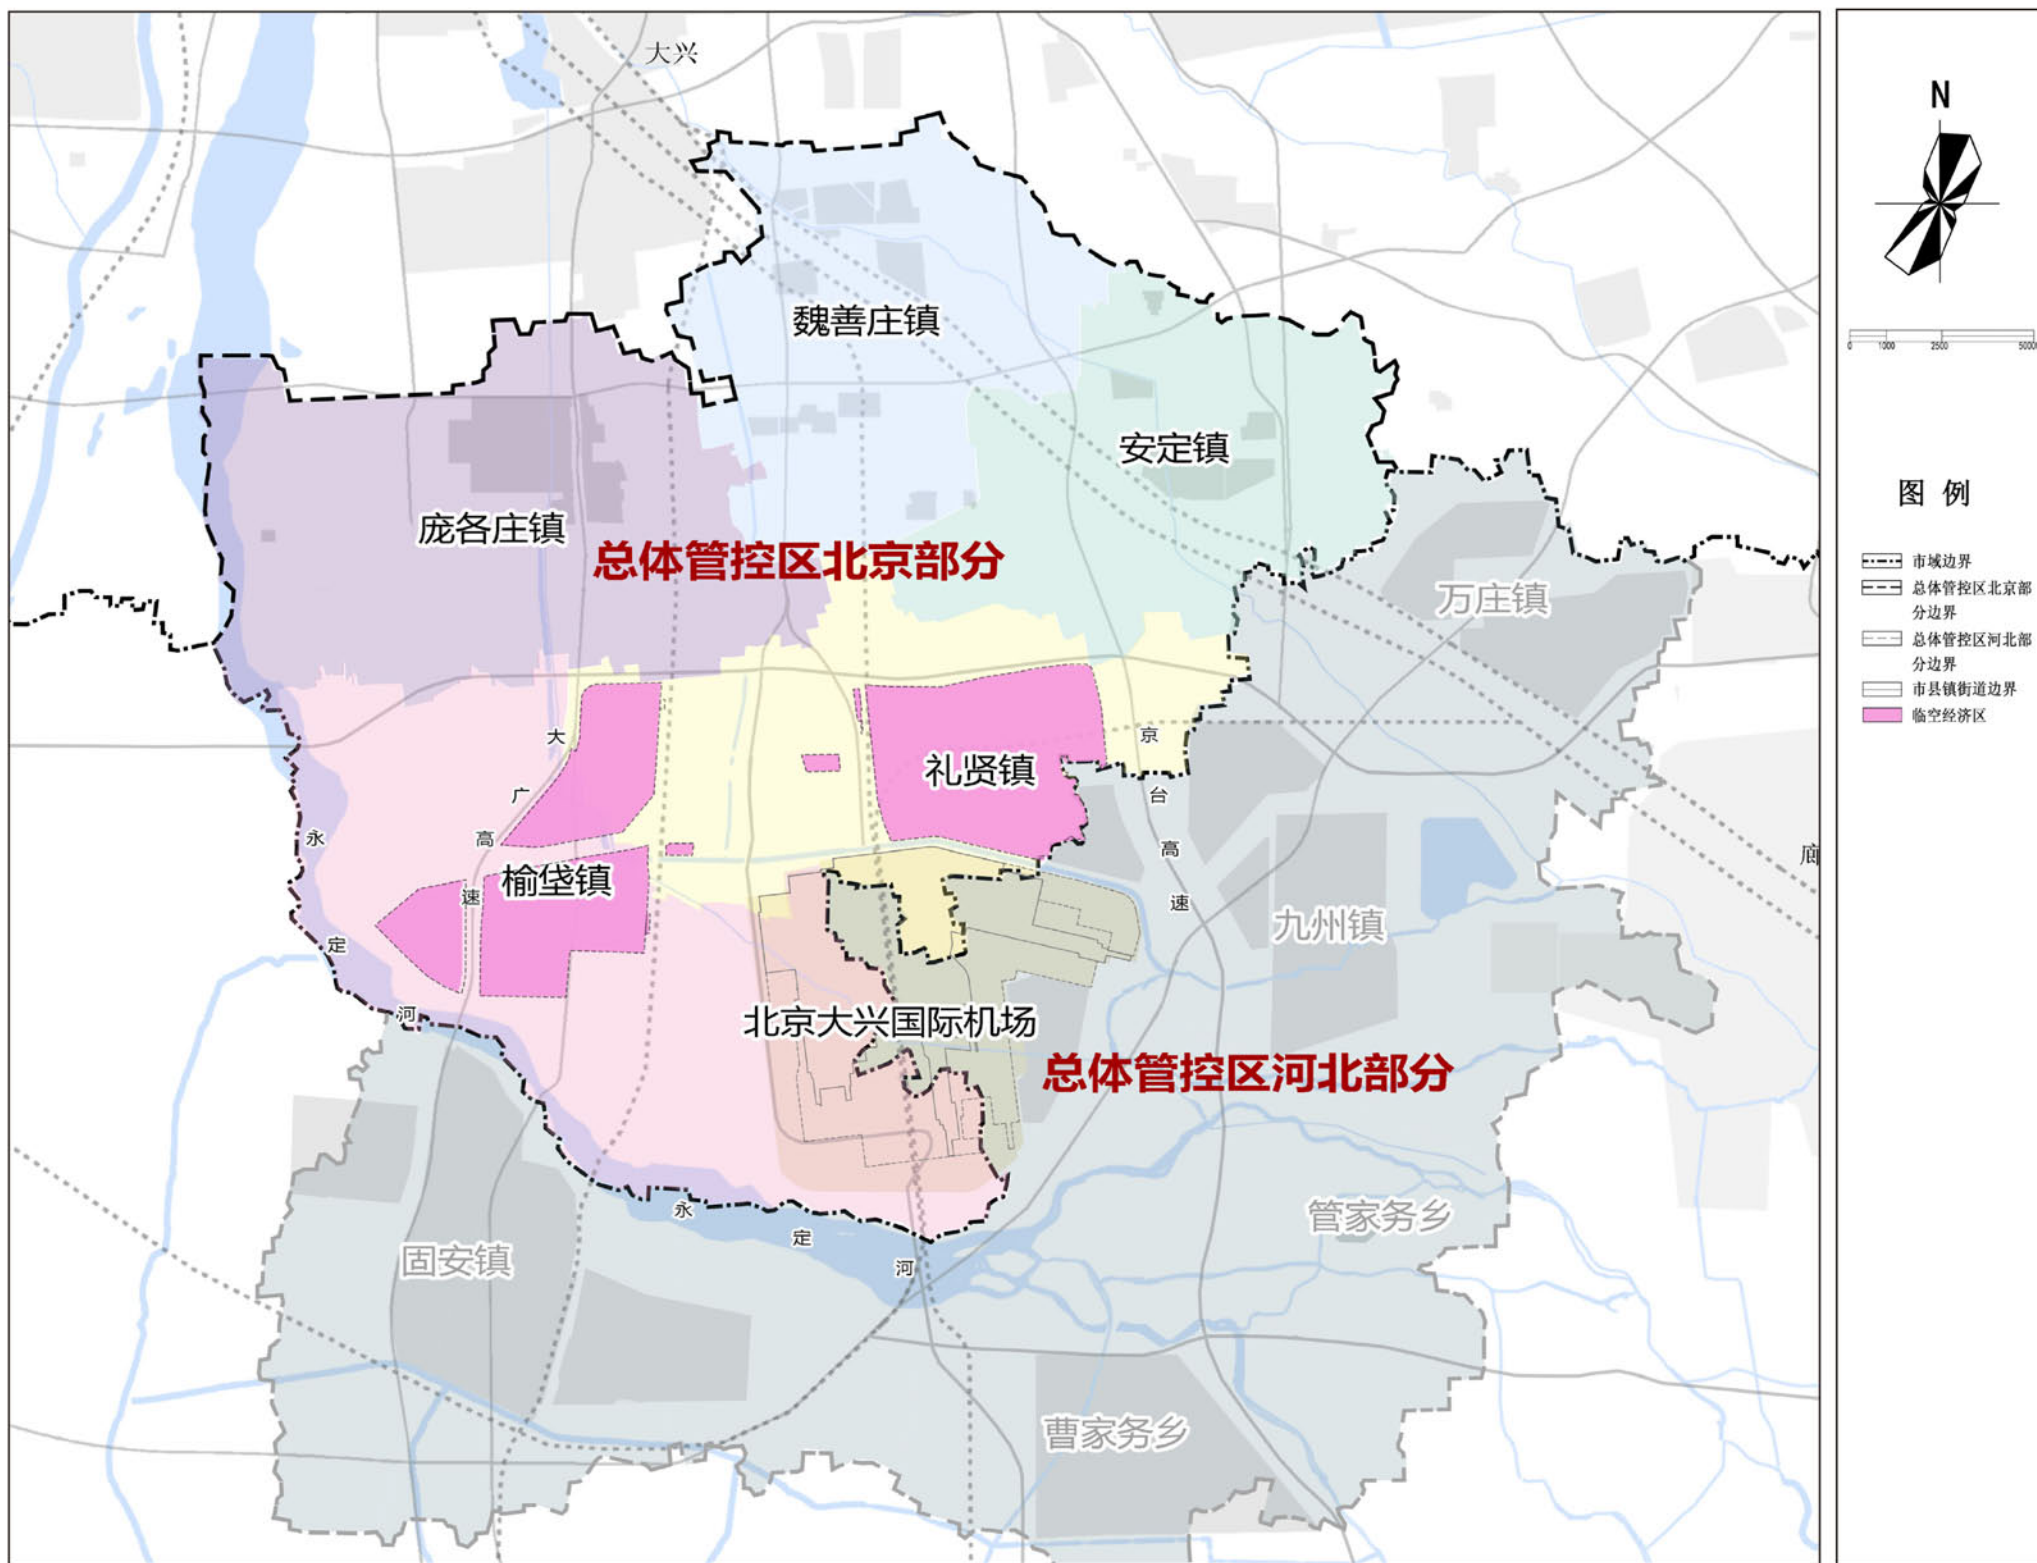 大兴
N
魏善庄镇
0 1000 2500 5000
安定镇
图例
庞各庄镇
总体管控区北京部分
市域边界
总体管控区北京部
分边界
万庄镇
总体管控区河北部
分边界
市县镇街道边界
临空经济区
大广高速
京台高速
礼贤镇
永定河
廊
榆垡镇
九州镇
北京大兴国际机场
总体管控区河北部分
永定河
管家务乡
固安镇
曹家务乡